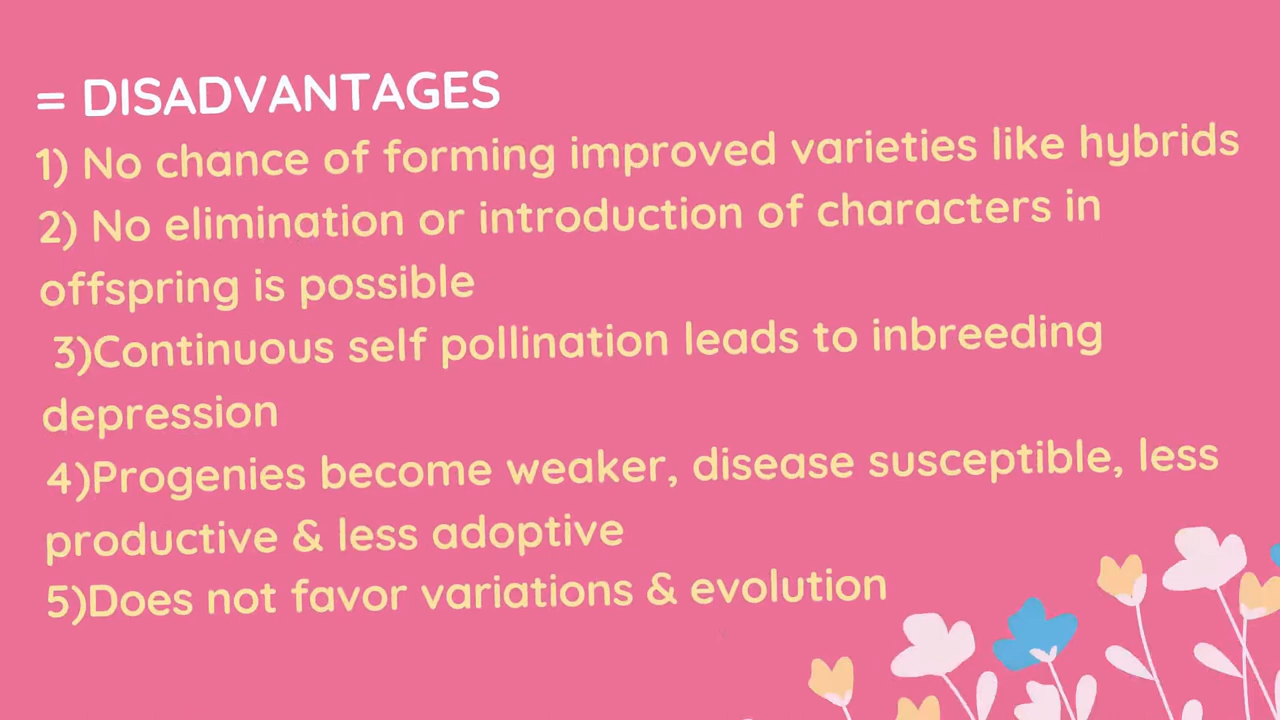 = DISADVANTAGES
1) No chance of forming improved varieties like hybrids
2) No elimination or introduction of characters in
offspring is possible
3)Continuous self pollination leads to inbreeding
depression
4)Progenies become weaker, disease susceptible, less
productive & less adoptive
5)Does not favor variations & evolution